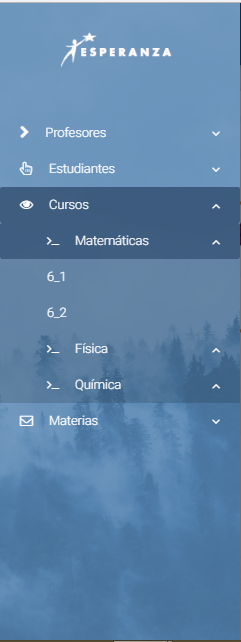 ESPERANZA
Profesores
Estudiantes
Cursos
Matemáticas
6_1
6_2
Física
Química
Materias